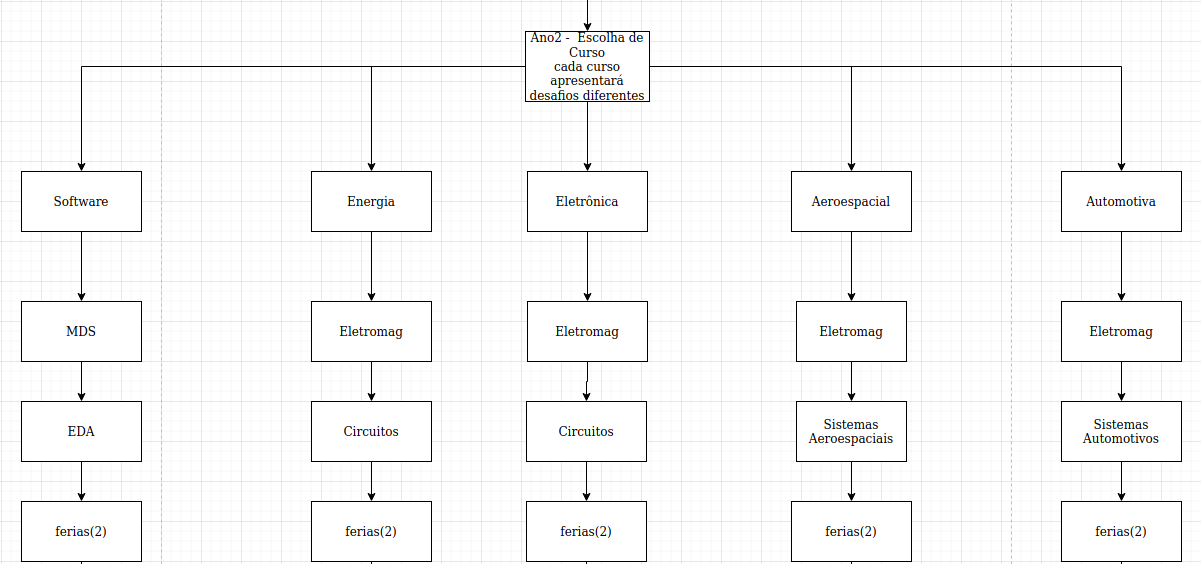 Ano2 -  Escolha de
Curso
cada curso
apresentará
desafios diferentes
Software
Energia
Eletrônica
Aeroespacial
Automotiva
MDS
Eletromag
Eletromag
Eletromag
Eletromag
EDA
Circuitos
Circuitos
Sistemas
Aeroespaciais
Sistemas
Automotivos
ferias(2)
ferias(2)
ferias(2)
ferias(2)
ferias(2)